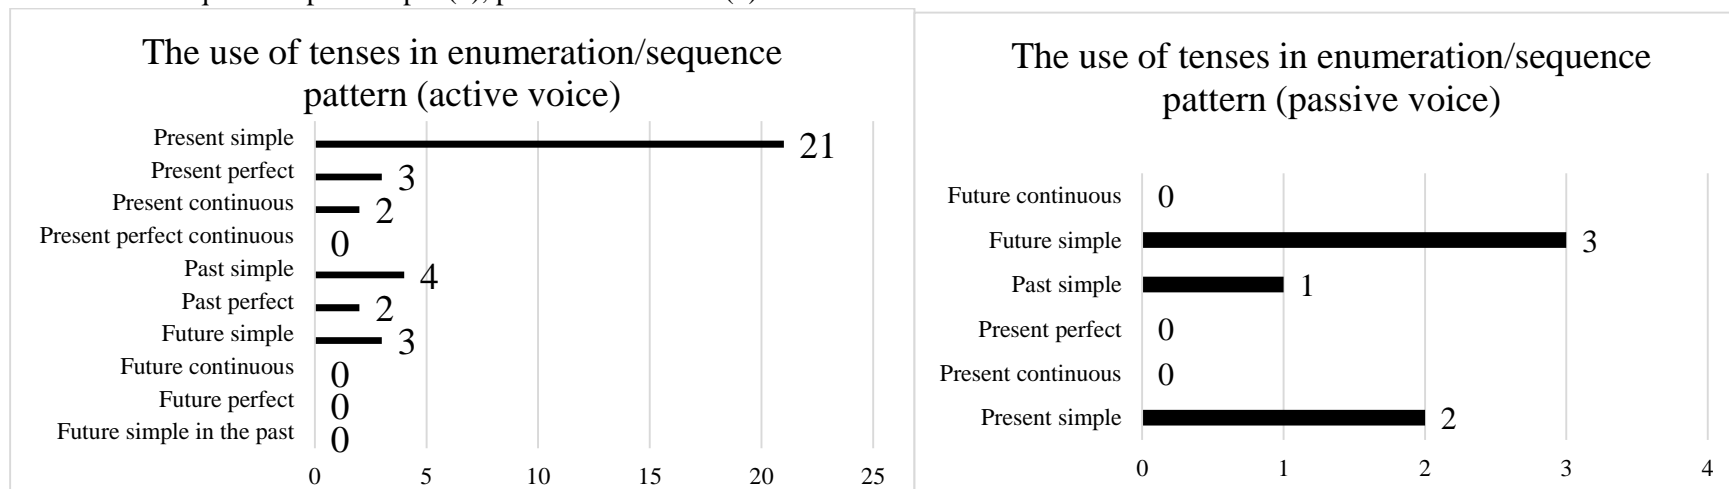 The use of tenses in enumeration/sequence
pattern (active voice)
Present simple
21
Present perfect
3
Present continuous
2
Present perfect continuous
0
Past simple
4
Past perfect
2
Future simple
3
Future continuous
0
Future perfect
0
Future simple in the past
0
0 5 10 15 20 25
The use of tenses in enumeration/sequence
pattern (passive voice)
Future continuous
0
Future simple
3
Past simple
1
Present perfect
0
Present continuous
0
Present simple
2
0 1 2 3 4